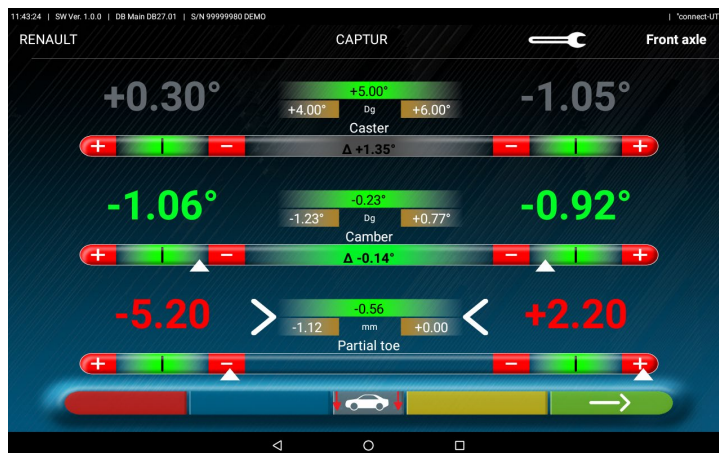 11:43:24 | SW Ver. 1.0.0 | DB Main DB27.01 | S/N 99999980 DEMO | "connect-UT
RENAULT CAPTUR Front axle
+0.30° +5.00° -1.05°
+4.00° Dg +6.00°
Caster
+ - Δ +1.35° - +
-1.06° -0.23° -0.92°
-1.23° Dg +0.77°
Camber
+ - Δ -0.14° - +
-5.20 -0.56 +2.20
-1.12 mm +0.00
Partial toe
+ - - +